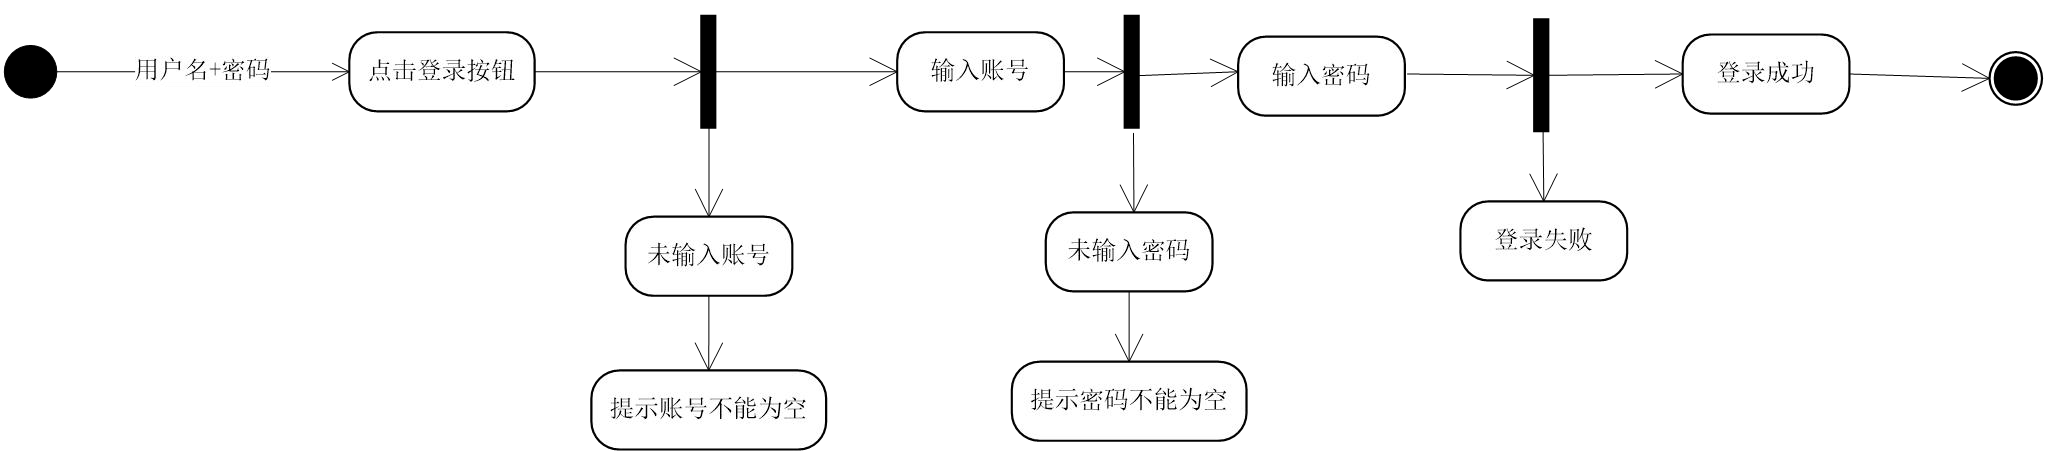 用户名+密码
点击登录按钮
输入账号
输入密码
登录成功
未输入账号
未输入密码
登录失败
提示账号不能为空
提示密码不能为空